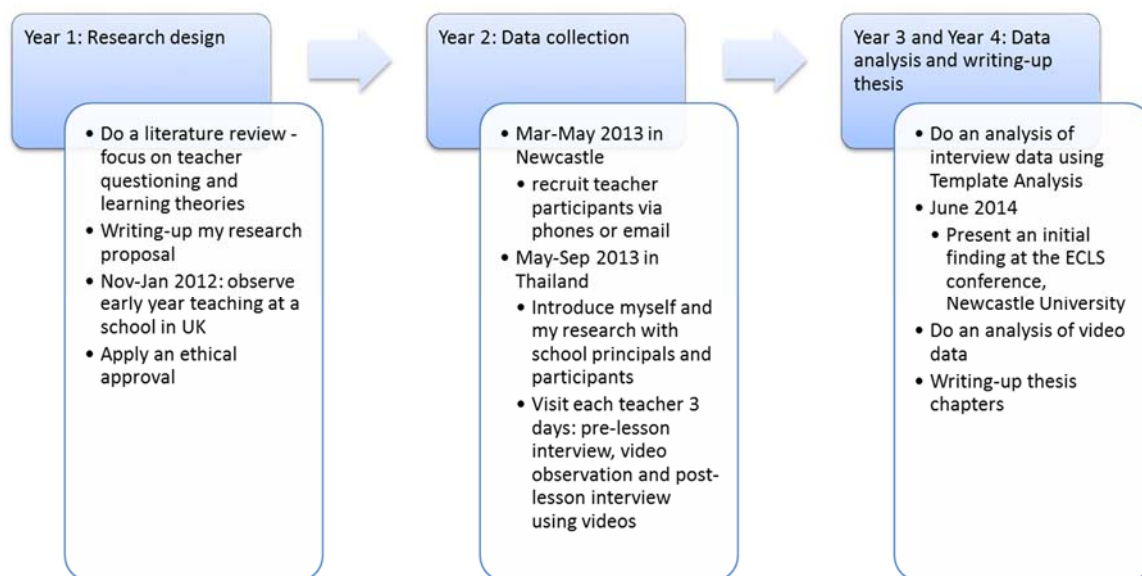 Year 1: Research design
• Do a literature review -
focus on teacher
questioning and
learning theories
• Writing-up my research
proposal
• Nov-Jan 2012: observe
early year teaching at a
school in UK
• Apply an ethical
approval
Year 2: Data collection
• Mar-May 2013 in
Newcastle
• recruit teacher
participants via
phones or email
• May-Sep 2013 in
Thailand
• Introduce myself and
my research with
school principals and
participants
• Visit each teacher 3
days: pre-lesson
interview, video
observation and post-
lesson interview
using videos
Year 3 and Year 4: Data
analysis and writing-up
thesis
• Do an analysis of
interview data using
Template Analysis
• June 2014
• Present an initial
finding at the ECLS
conference,
Newcastle University
• Do an analysis of video
data
• Writing-up thesis
chapters